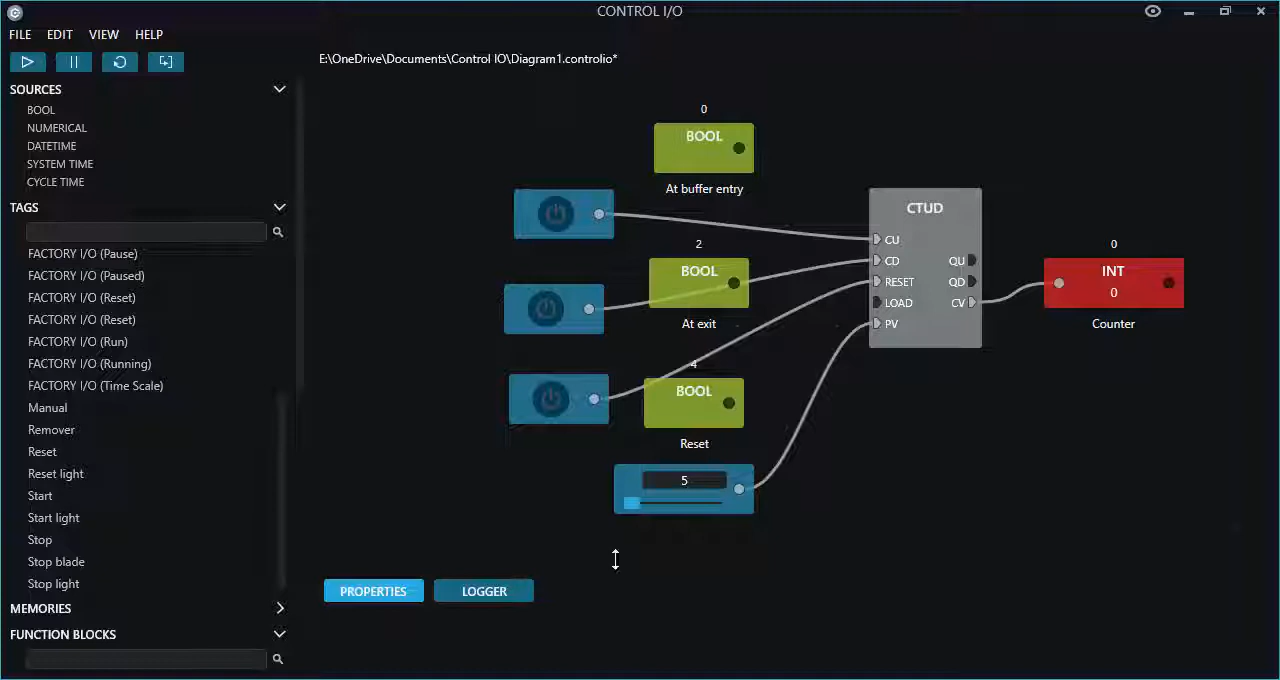 CONTROL I/O
FILE EDIT VIEW HELP
E:\OneDrive\Documents\Control IO\Diagram1.controlio*
SOURCES
BOOL
NUMERICAL
DATETIME
SYSTEM TIME
CYCLE TIME
TAGS
FACTORY I/O (Pause)
FACTORY I/O (Paused)
FACTORY I/O (Reset)
FACTORY I/O (Reset)
FACTORY I/O (Run)
FACTORY I/O (Running)
FACTORY I/O (Time Scale)
Manual
Remover
Reset
Reset light
Start
Start light
Stop
Stop blade
Stop light
MEMORIES
FUNCTION BLOCKS
0
BOOL
At buffer entry
2
BOOL
At exit
4
BOOL
Reset
5
CTUD
CU
CD QU
RESET QD
LOAD CV
PV
0
INT
0
Counter
PROPERTIES LOGGER